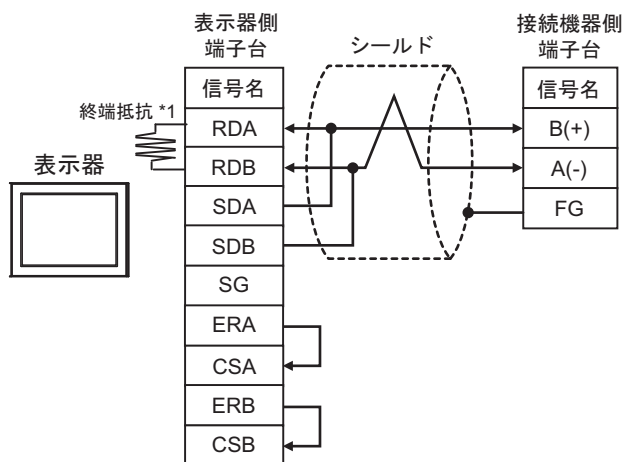 表示器側
端子台
シールド
接続機器側
端子台
信号名
信号名
終端抵抗 *1
RDA
B(+)
表示器
RDB
A(-)
SDA
FG
SDB
SG
ERA
CSA
ERB
CSB